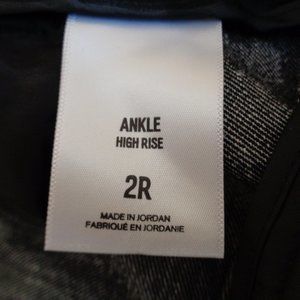 ANKLE
HIGH RISE
2R
MADE IN JORDAN
FABRIQUÉ EN JORDANIE